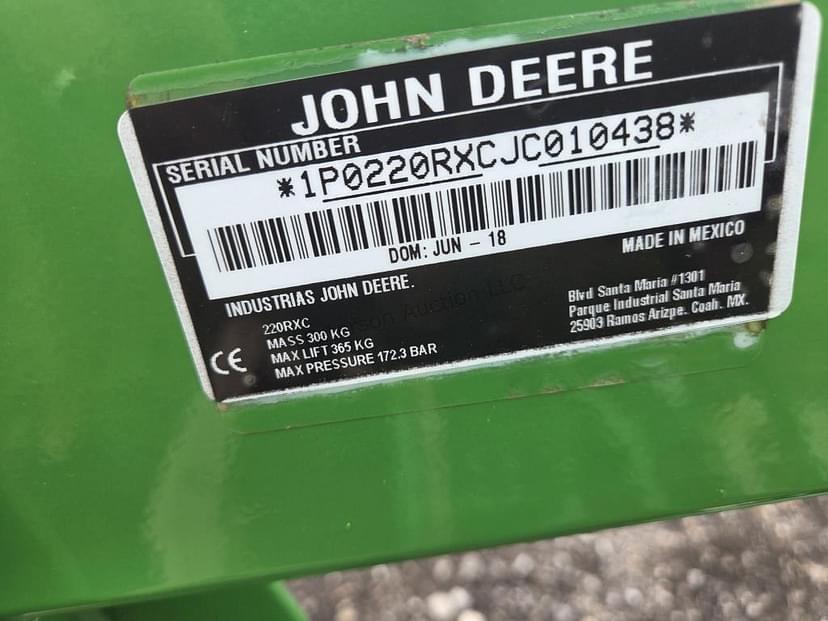 JOHN DEERE
SERIAL NUMBER
*1P0220RXCJC010438*
DOM: JUN - 18
MADE IN MEXICO
INDUSTRIAS JOHN DEERE.
220RXC
MASS 300 KG
MAX LIFT 365 KG
MAX PRESSURE 172.3 BAR
CE
Blvd Santa Maria #1301
Parque Industrial Santa Maria
25903 Ramos Arizpe. Coah. MX.
Auction LLC